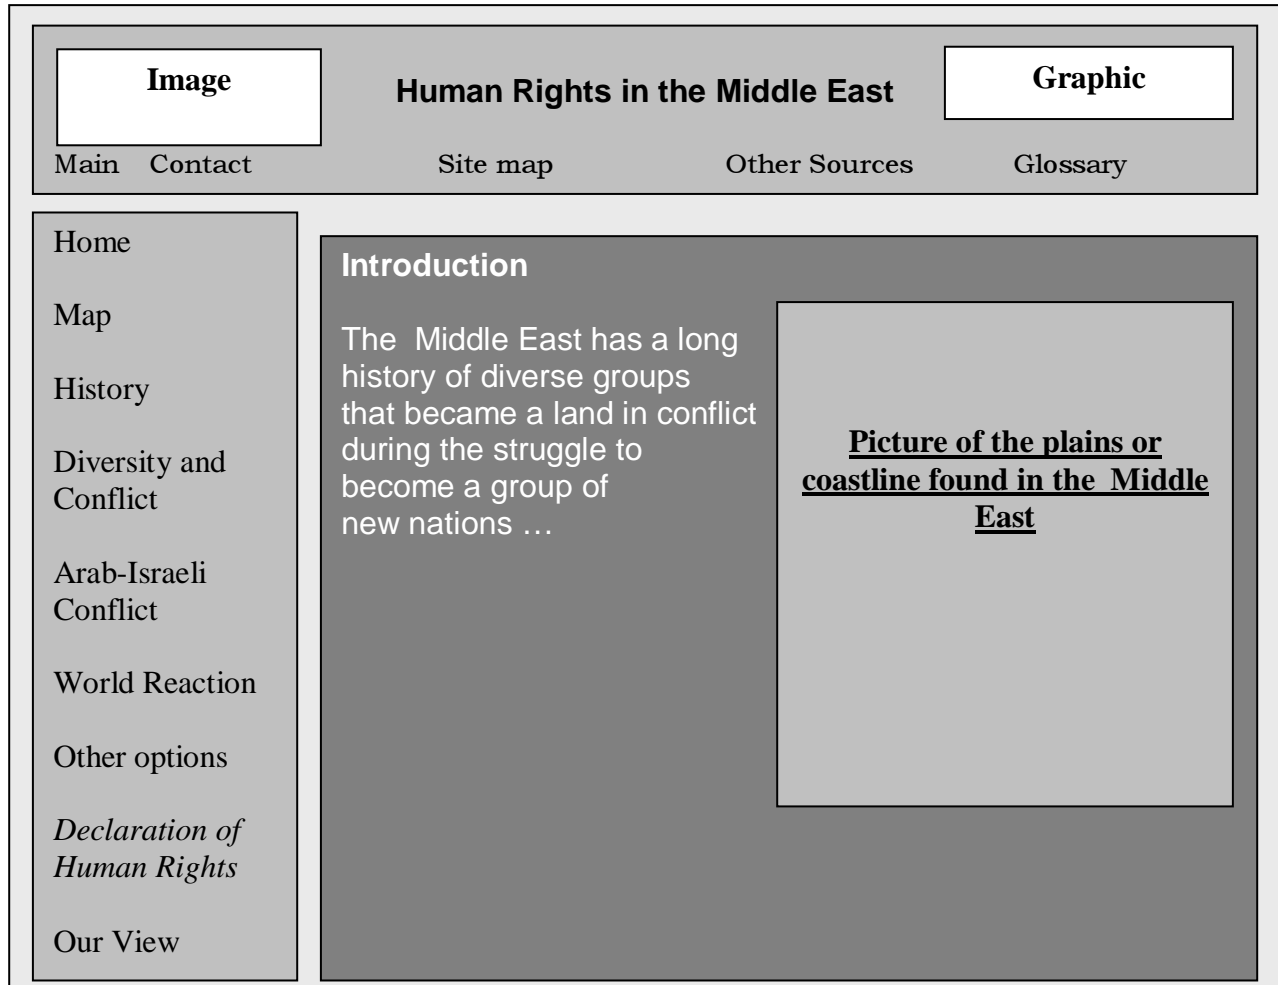 Image
Human Rights in the Middle East
Graphic
Main Contact Site map Other Sources Glossary
Home
Map
History
Diversity and
Conflict
Arab-Israeli
Conflict
World Reaction
Other options
Declaration of
Human Rights
Our View
Introduction
The Middle East has a long
history of diverse groups
that became a land in conflict
during the struggle to
become a group of
new nations …
Picture of the plains or
coastline found in the Middle
East